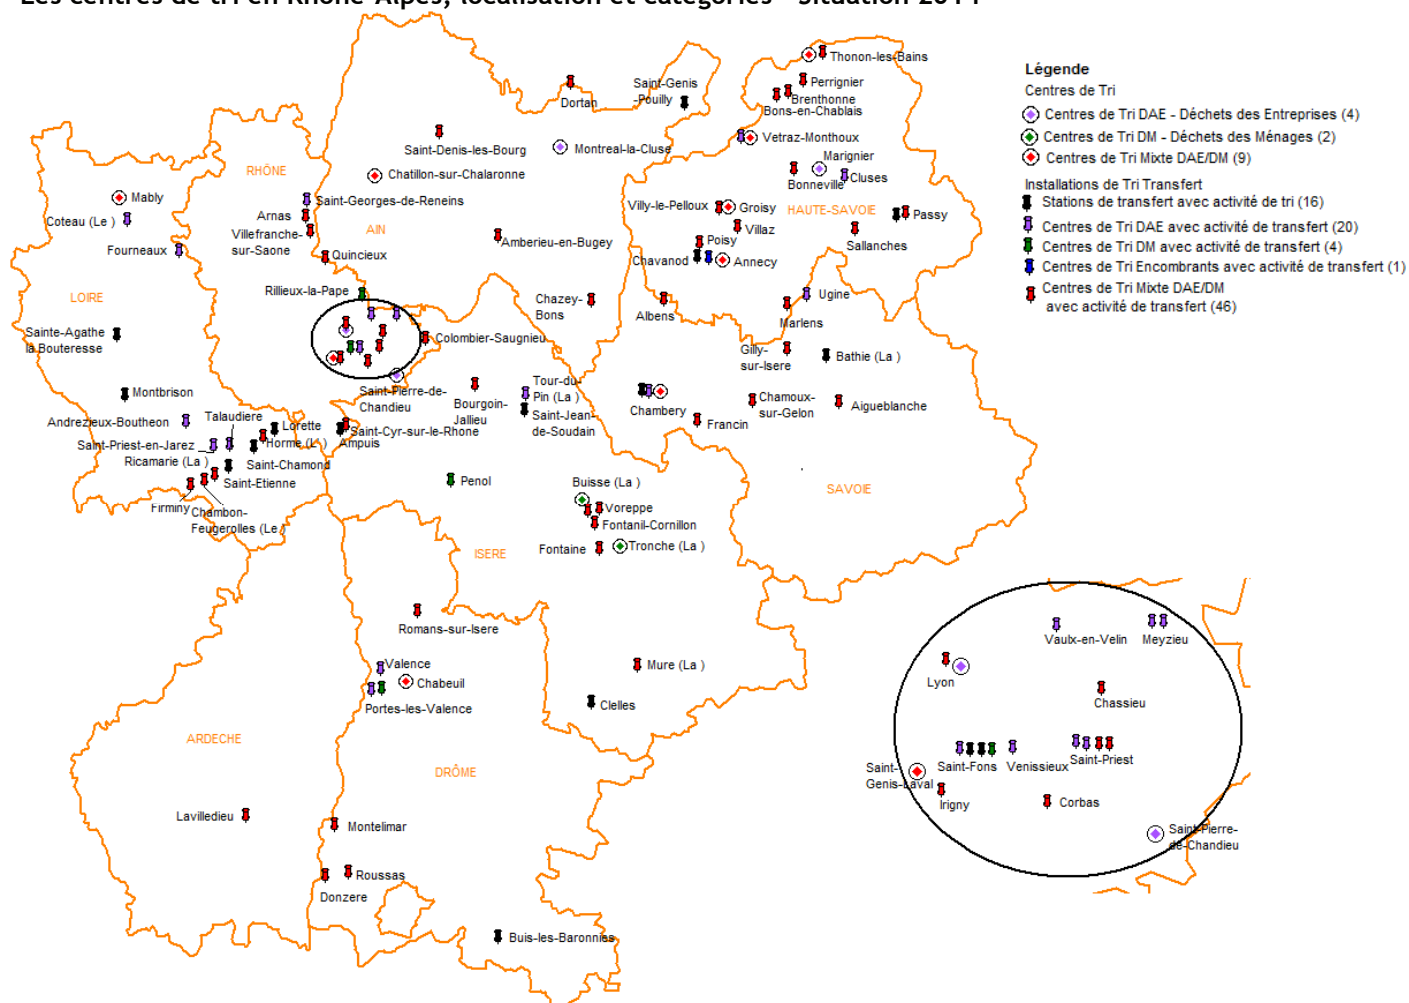 Les centres de tri en Rhône-Alpes, localisation et catégories - Situation 2014
Légende
Centres de Tri
Centres de Tri DAE - Déchets des Entreprises (4)
Centres de Tri DM - Déchets des Ménages (2)
Centres de Tri Mixte DAE/DM (9)
Installations de Tri Transfert
Stations de transfert avec activité de tri (16)
Centres de Tri DAE avec activité de transfert (20)
Centres de Tri DM avec activité de transfert (4)
Centres de Tri Encombrants avec activité de transfert (1)
Centres de Tri Mixte DAE/DM
avec activité de transfert (46)
Thonon-les-Bains
Perrignier
Brenthonne
Bons-en-Chablais
Saint-Genis
-Pouilly
Dortan
Vetraz-Monthoux
Saint-Denis-les-Bourg
Montreal-la-Cluse
Marignier
Bonneville
Cluses
RHÔNE
Chatillon-sur-Chalaronne
Mably
Coteau (Le )
Saint-Georges-de-Reneins
Arnas
Villefranche-
sur-Saone
AIN
Villy-le-Pelloux
Groisy
HAUTE-SAVOIE
Passy
Villaz
Sallanches
Poisy
Amberieu-en-Bugey
Fourneaux
Quincieux
Chavanod
Annecy
Rillieux-la-Pape
LOIRE
Chazey-
Bons
Albens
Ugine
Marlens
Sainte-Agathe
la Bouteresse
Colombier-Saugnieu
Gilly-
sur-Isere
Bathie (La )
Saint-Pierre-de-
Chandieu
Montbrison
Bourgoin-
Jallieu
Tour-du-
Pin (La )
Saint-Jean-
de-Soudain
Chambery
Chamoux-
sur-Gelon
Aigueblanche
Francin
Andrezieux-Boutheon
Talaudiere
Lorette
Saint-Cyr-sur-le-Rhone
Saint-Priest-en-Jarez
Horme (L' )
Ampuis
Ricamarie (La )
Saint-Chamond
Saint-Etienne
Firminy
Chambon-
Feugerolles (Le )
Penol
Buisse (La )
Voreppe
Fontanil-Cornillon
SAVOIE
ISERE
Fontaine
Tronche (La )
Romans-sur-Isere
Valence
Chabeuil
Portes-les-Valence
Mure (La )
Clelles
ARDECHE
DRÔME
Lavilledieu
Montelimar
Roussas
Donzere
Buis-les-Baronnies
Vaulx-en-Velin
Meyzieu
Lyon
Chassieu
Saint-Fons
Venissieux
Saint-Priest
Saint-
Genis-Laval
Irigny
Corbas
Saint-Pierre-
de-Chandieu